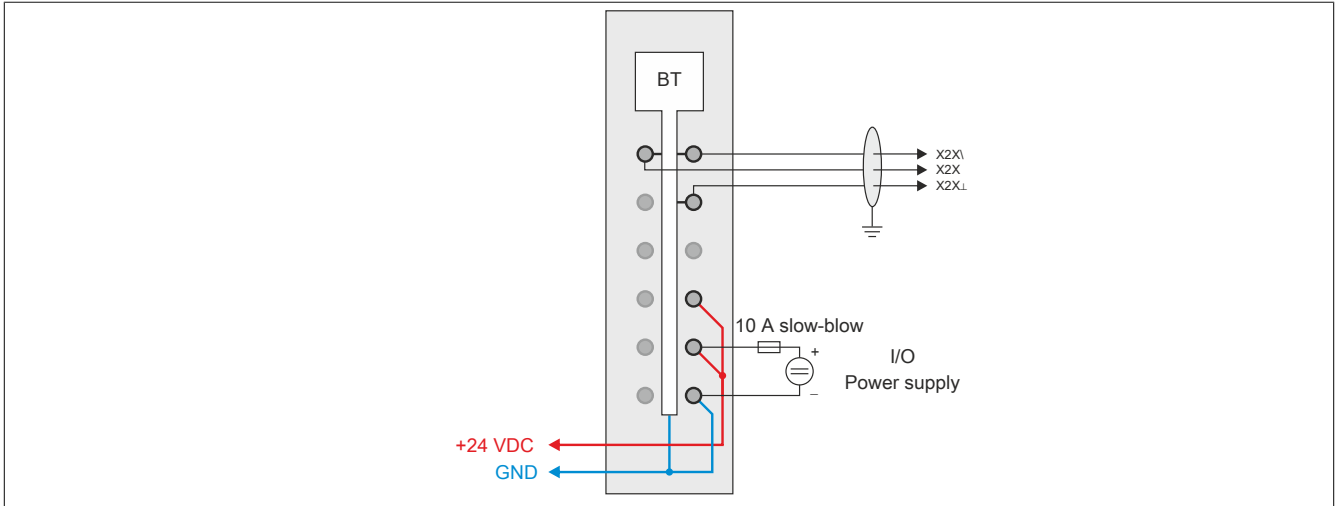 BT
X2X\
X2X
X2X⊥
10 A slow-blow
+
I/O
Power supply
–
+24 VDC
GND